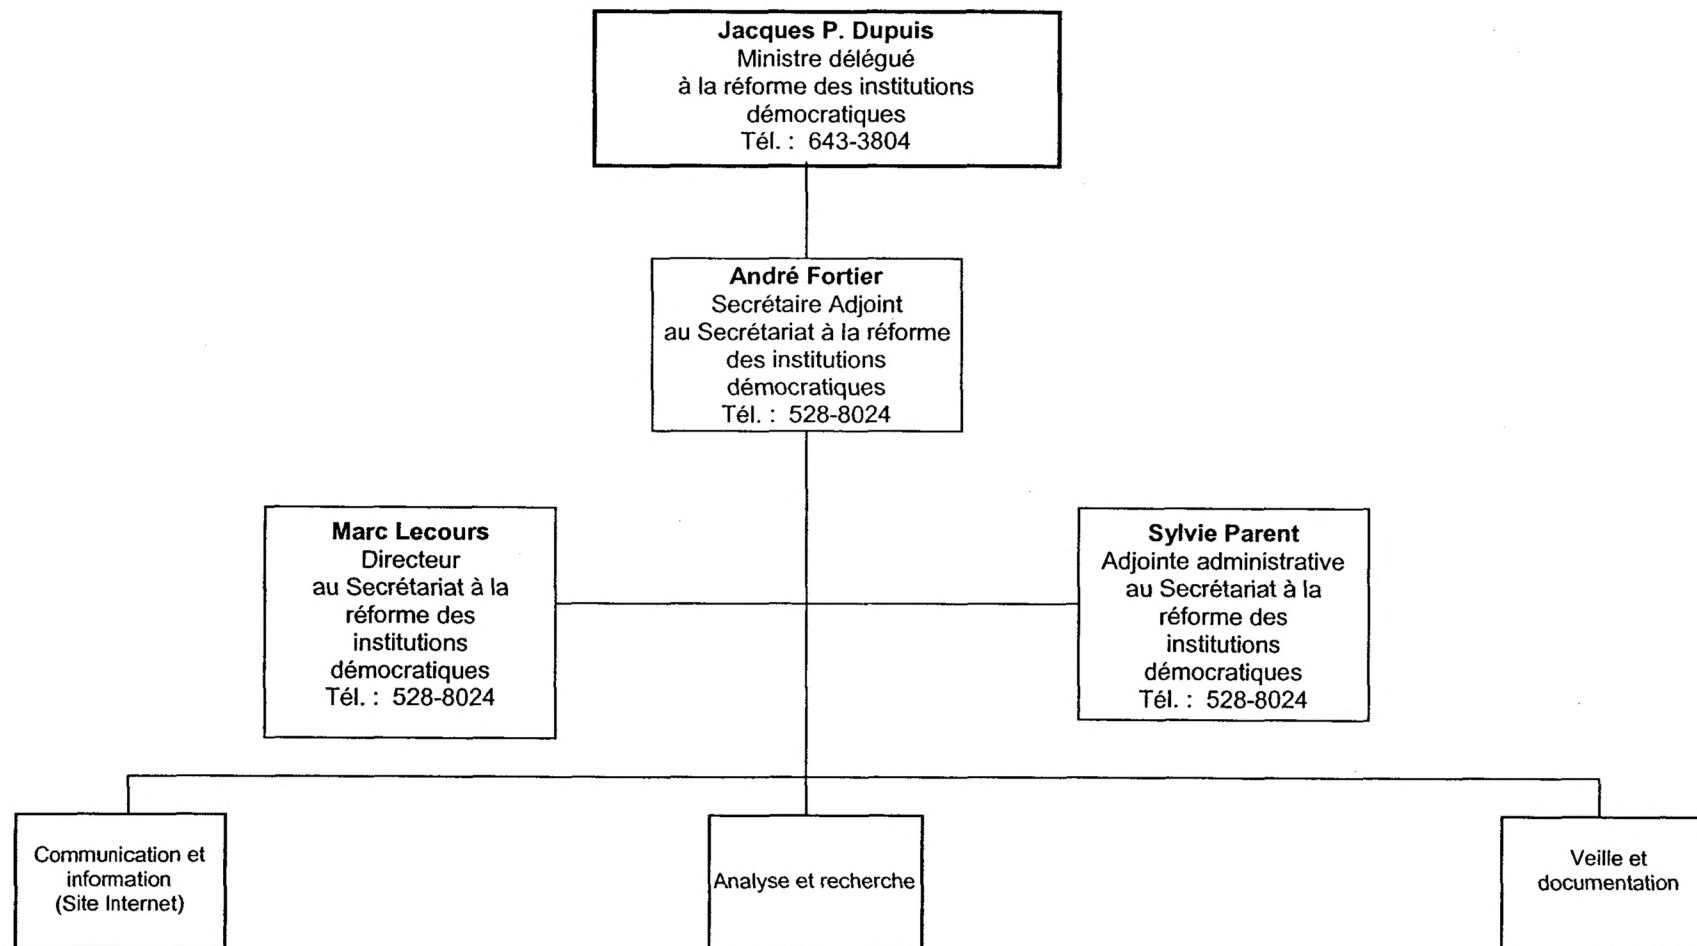 Jacques P. Dupuis
Ministre délégué
à la réforme des institutions
démocratiques
Tél. : 643-3804
André Fortier
Secrétaire Adjoint
au Secrétariat à la réforme
des institutions
démocratiques
Tél. : 528-8024
Marc Lecours
Directeur
au Secrétariat à la
réforme des
institutions
démocratiques
Tél. : 528-8024
Sylvie Parent
Adjointe administrative
au Secrétariat à la
réforme des
institutions
démocratiques
Tél. : 528-8024
Communication et
information
(Site Internet)
Analyse et recherche
Veille et
documentation